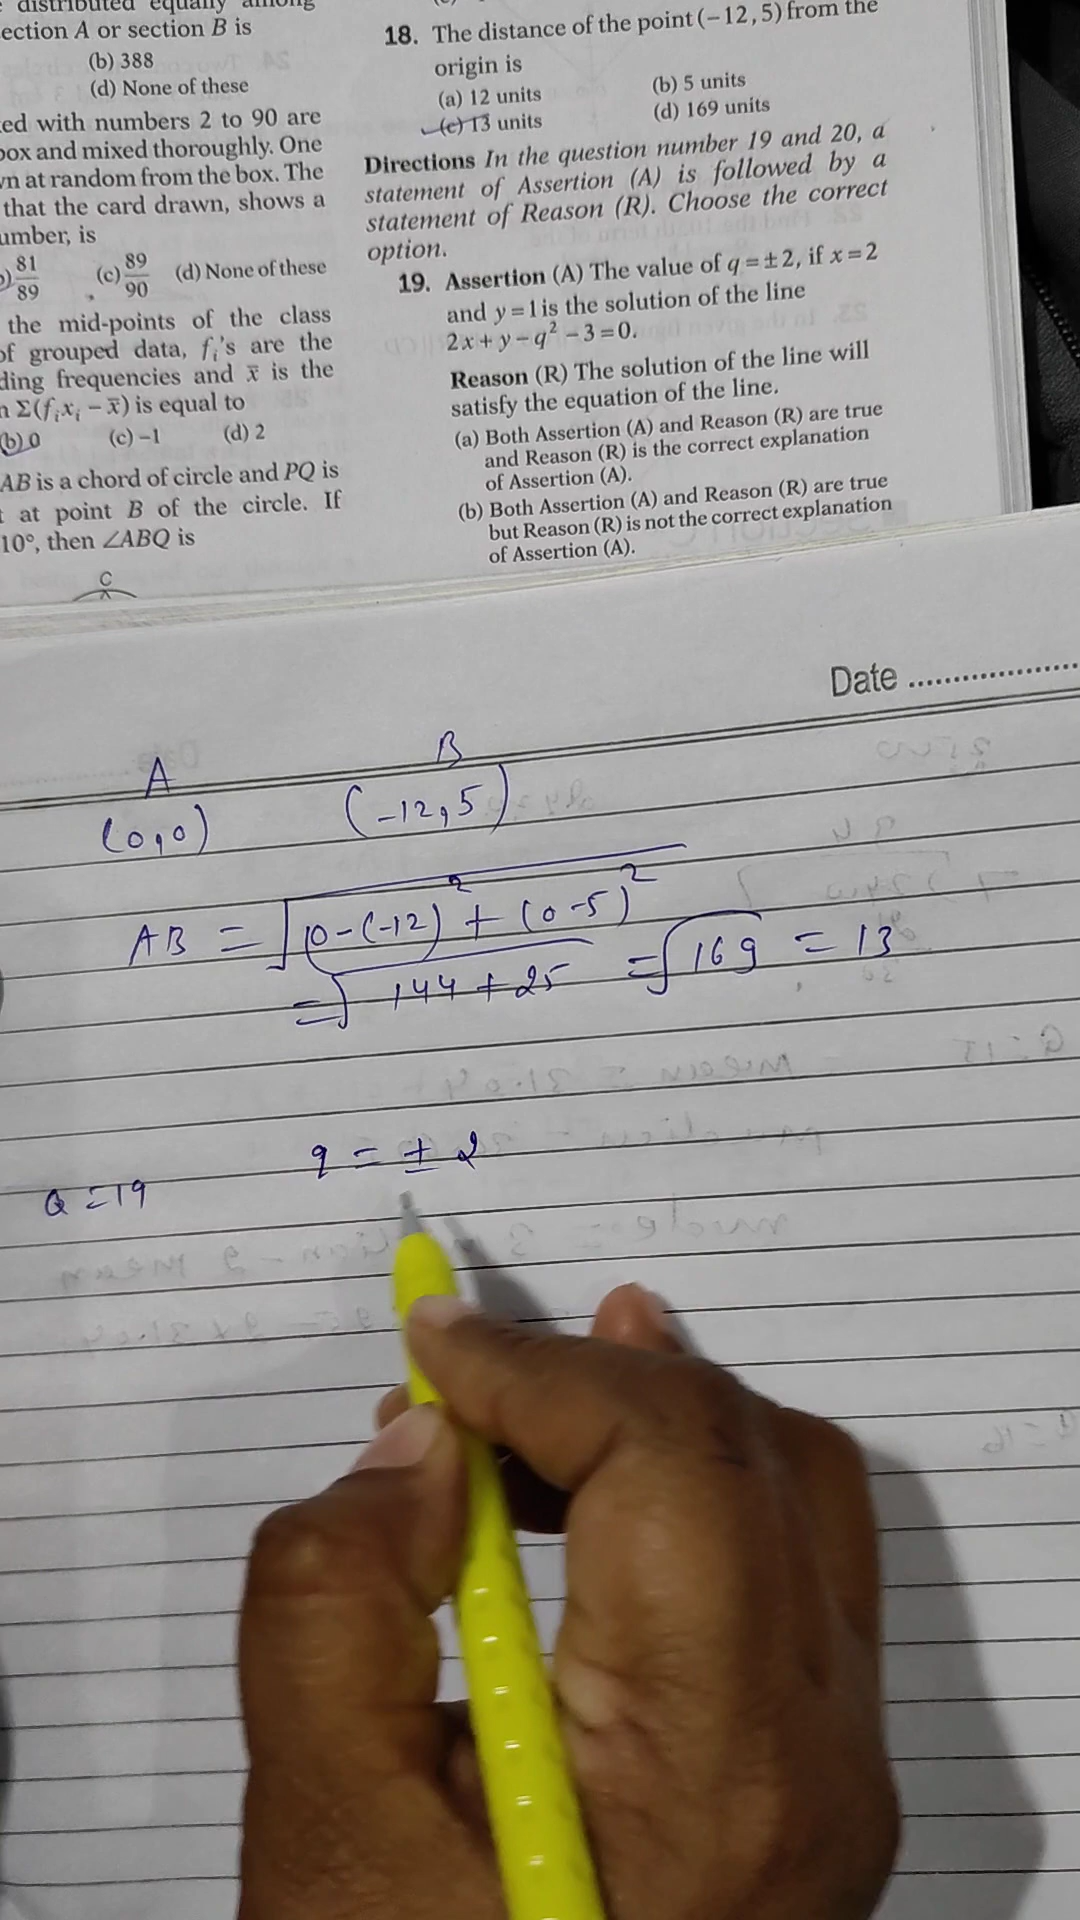 distributed equally among
ection A or section B is
(b) 388
(d) None of these
ed with numbers 2 to 90 are
box and mixed thoroughly. One
n at random from the box. The
that the card drawn, shows a
umber, is
81/89 (c) 89/90 (d) None of these
the mid-points of the class
of grouped data, fᵢ's are the
ding frequencies and x̄ is the
n Σ(fᵢxᵢ – x̄) is equal to
(b) 0 (c) –1 (d) 2
AB is a chord of circle and PQ is
t at point B of the circle. If
10°, then ∠ABQ is
C
18. The distance of the point (–12, 5) from the
origin is
(a) 12 units (b) 5 units
(c) 13 units (d) 169 units
Directions In the question number 19 and 20, a
statement of Assertion (A) is followed by a
statement of Reason (R). Choose the correct
option.
19. Assertion (A) The value of q = ±2, if x = 2
and y = 1 is the solution of the line
2x + y – q² – 3 = 0.
Reason (R) The solution of the line will
satisfy the equation of the line.
(a) Both Assertion (A) and Reason (R) are true
and Reason (R) is the correct explanation
of Assertion (A).
(b) Both Assertion (A) and Reason (R) are true
but Reason (R) is not the correct explanation
of Assertion (A).
Date ....................
A B
(0,0) (-12,5)
AB = √(0-(-12)² + (0-5)²
= √144+25 = √169 = 13
Q = 19 q = ± 2